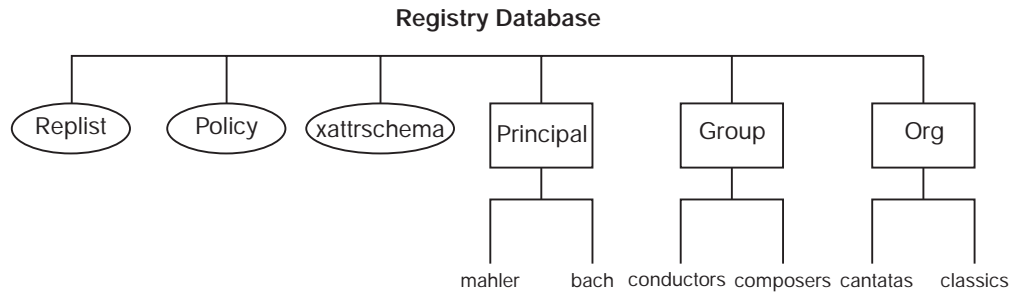 Registry Database
Replist
Policy
xattrschema
Principal
Group
Org
mahler
bach
conductors
composers
cantatas
classics